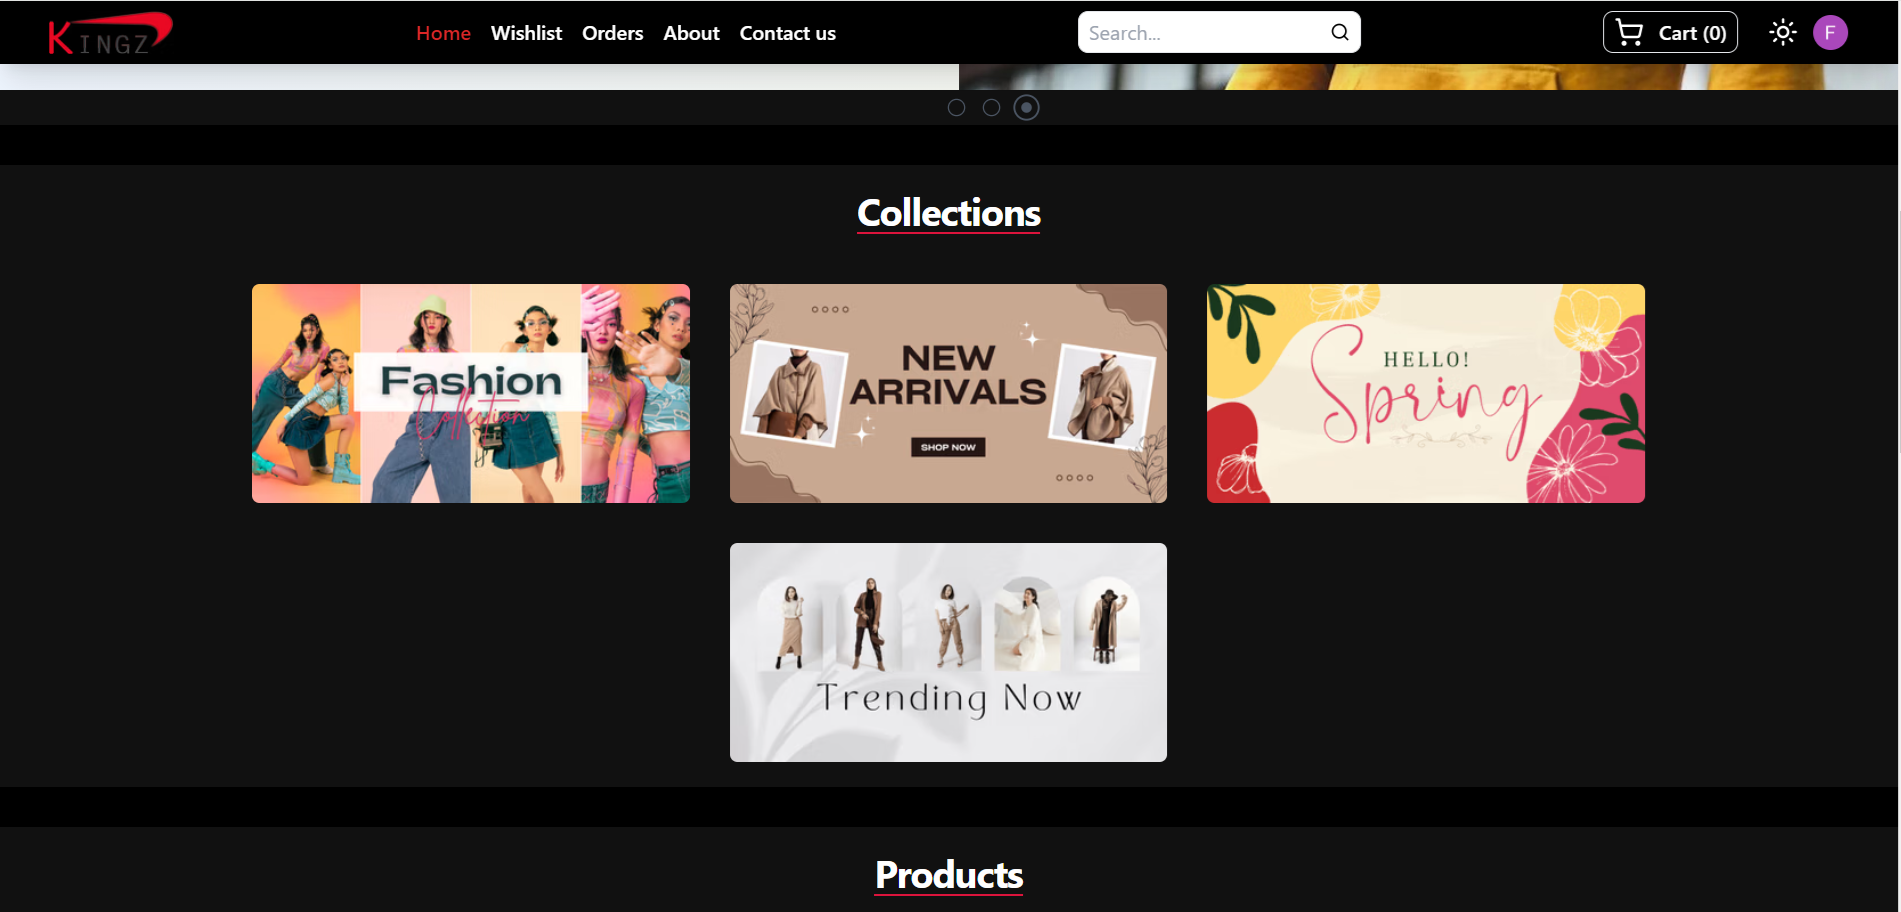 KINGZ
Home Wishlist Orders About Contact us
Search...
Cart (0)
F
Collections
Fashion
Collection
NEW
ARRIVALS
SHOP NOW
HELLO!
Spring
Trending Now
Products